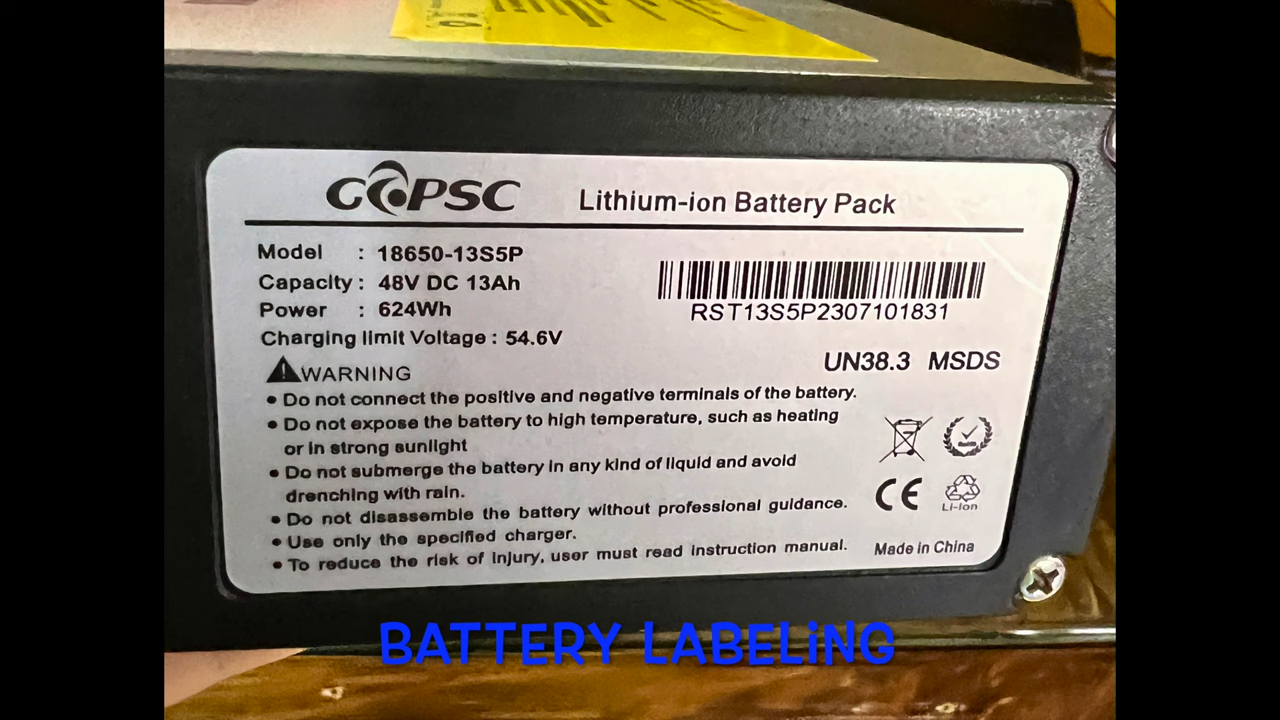 GOPSC
Lithium-ion Battery Pack
Model : 18650-13S5P
Capacity : 48V DC 13Ah
Power : 624Wh
Charging limit Voltage : 54.6V
RST13S5P2307101831
UN38.3 MSDS
WARNING
• Do not connect the positive and negative terminals of the battery.
• Do not expose the battery to high temperature, such as heating
or in strong sunlight
• Do not submerge the battery in any kind of liquid and avoid
drenching with rain.
• Do not disassemble the battery without professional guidance.
• Use only the specified charger.
• To reduce the risk of injury, user must read instruction manual.
CE
Li-ion
Made in China
BATTERY LABELiNG